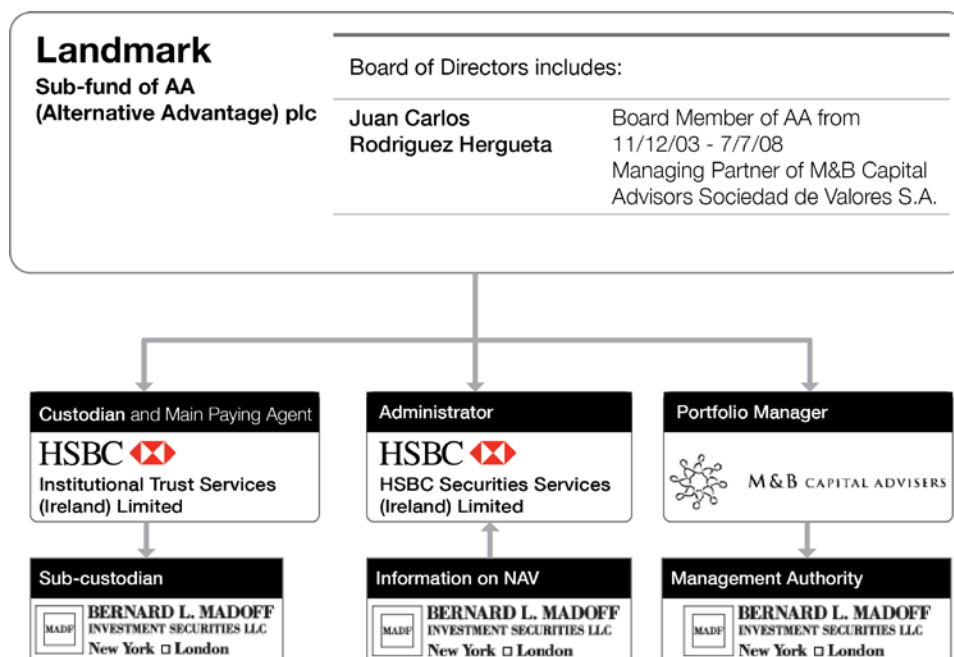 Landmark
Sub-fund of AA
(Alternative Advantage) plc
Board of Directors includes:
Juan Carlos
Rodriguez Hergueta
Board Member of AA from
11/12/03 - 7/7/08
Managing Partner of M&B Capital
Advisors Sociedad de Valores S.A.
Custodian and Main Paying Agent
HSBC
Institutional Trust Services
(Ireland) Limited
Administrator
HSBC
HSBC Securities Services
(Ireland) Limited
Portfolio Manager
M&B CAPITAL ADVISERS
Sub-custodian
MADF
BERNARD L. MADOFF
INVESTMENT SECURITIES LLC
New York □ London
Information on NAV
MADF
BERNARD L. MADOFF
INVESTMENT SECURITIES LLC
New York □ London
Management Authority
MADF
BERNARD L. MADOFF
INVESTMENT SECURITIES LLC
New York □ London